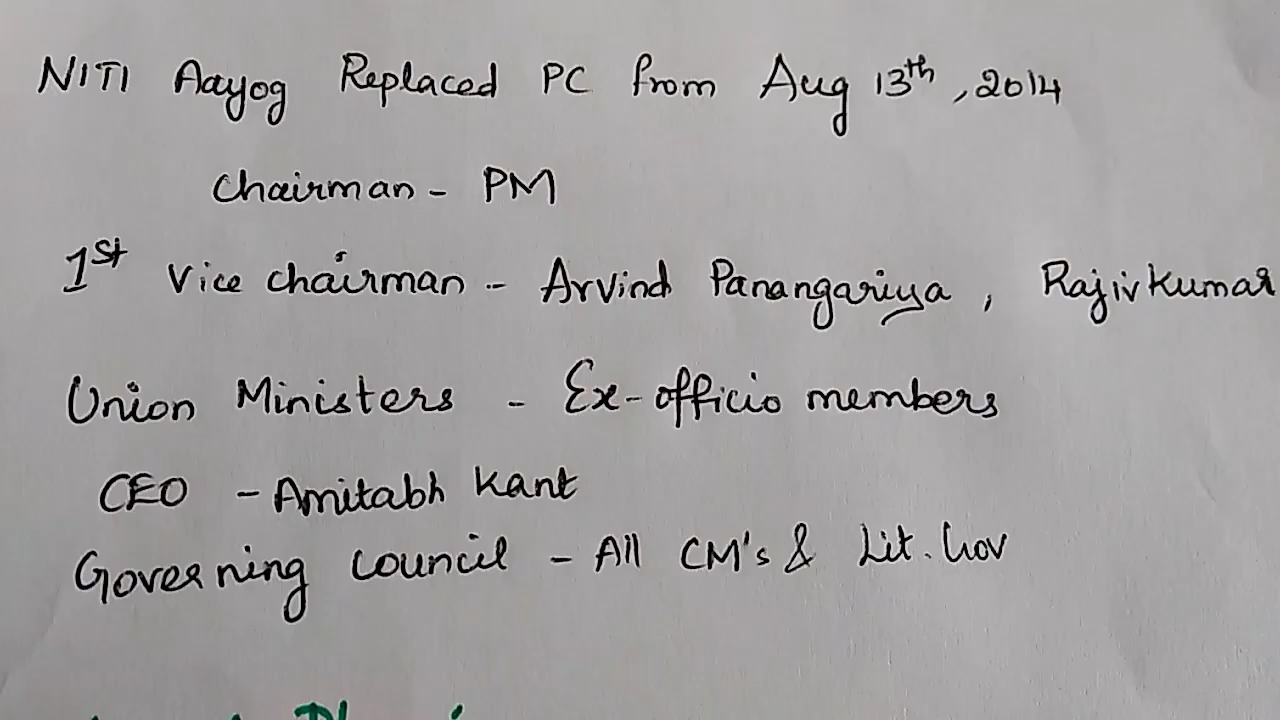 NITI Aayog Replaced PC from Aug 13th, 2014
Chairman - PM
1st Vice chairman - Arvind Panangariya, Rajiv Kumar
Union Ministers - Ex-officio members
CEO - Amitabh Kant
Governing council - All CM's & Lit. Gov